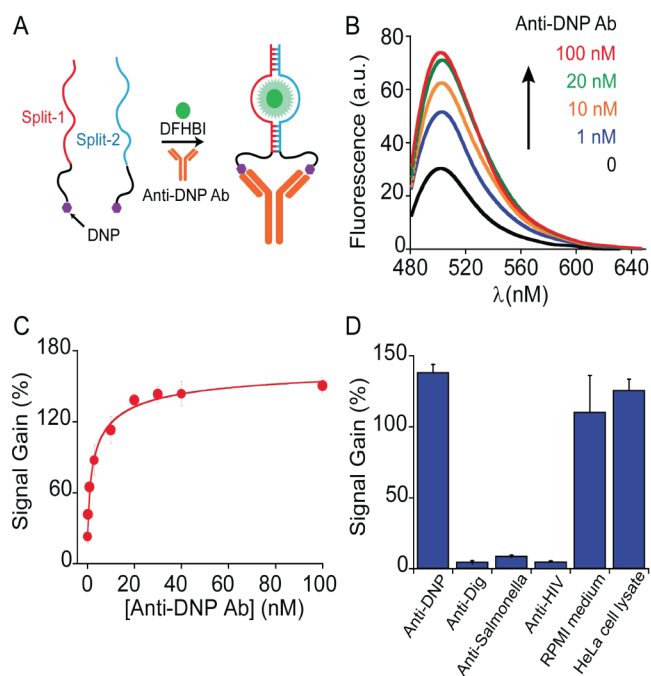 A
Split-1
Split-2
DNP
DFHBI
Anti-DNP Ab
B
Anti-DNP Ab
100 nM
20 nM
10 nM
1 nM
0
Fluorescence (a.u.)
80
60
40
20
0
480
520
560
600
640
λ(nM)
C
Signal Gain (%)
180
120
60
0
0
20
40
60
80
100
[Anti-DNP Ab] (nM)
D
Signal Gain (%)
150
100
50
0
Anti-DNP
Anti-Dig
Anti-Salmonella
Anti-HIV
RPMI medium
HeLa cell lysate